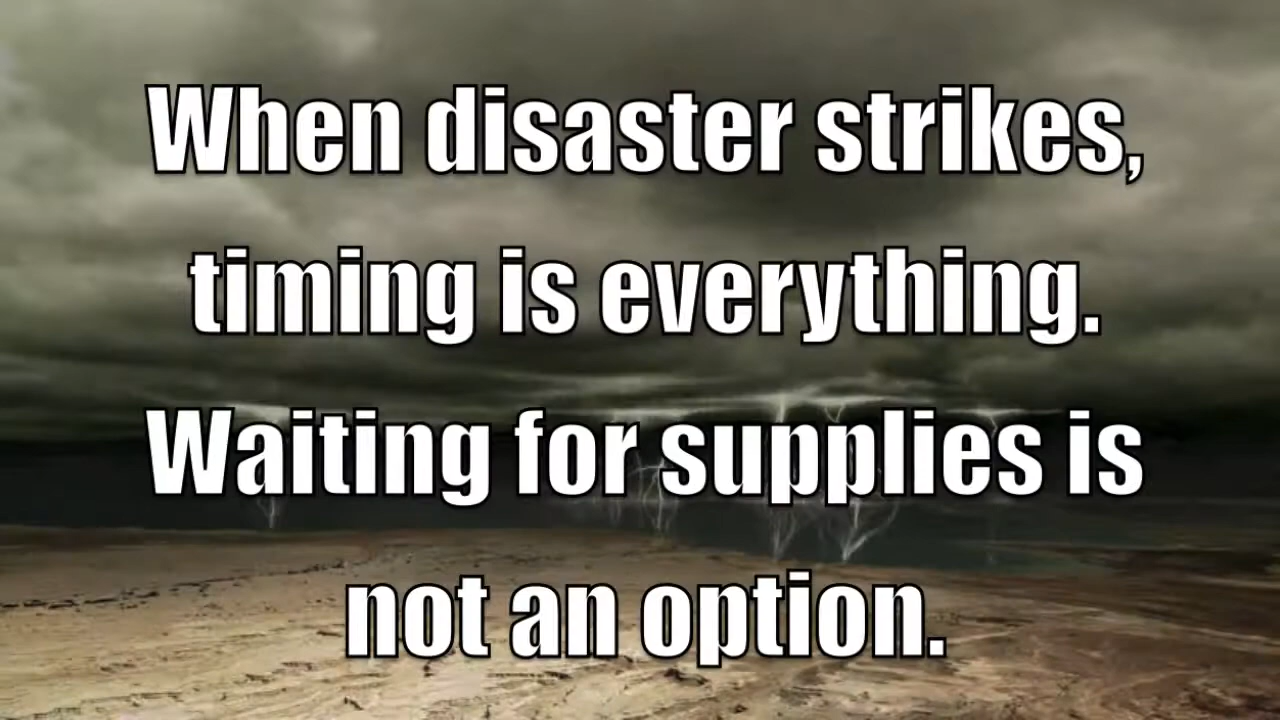 When disaster strikes,
timing is everything.
Waiting for supplies is
not an option.